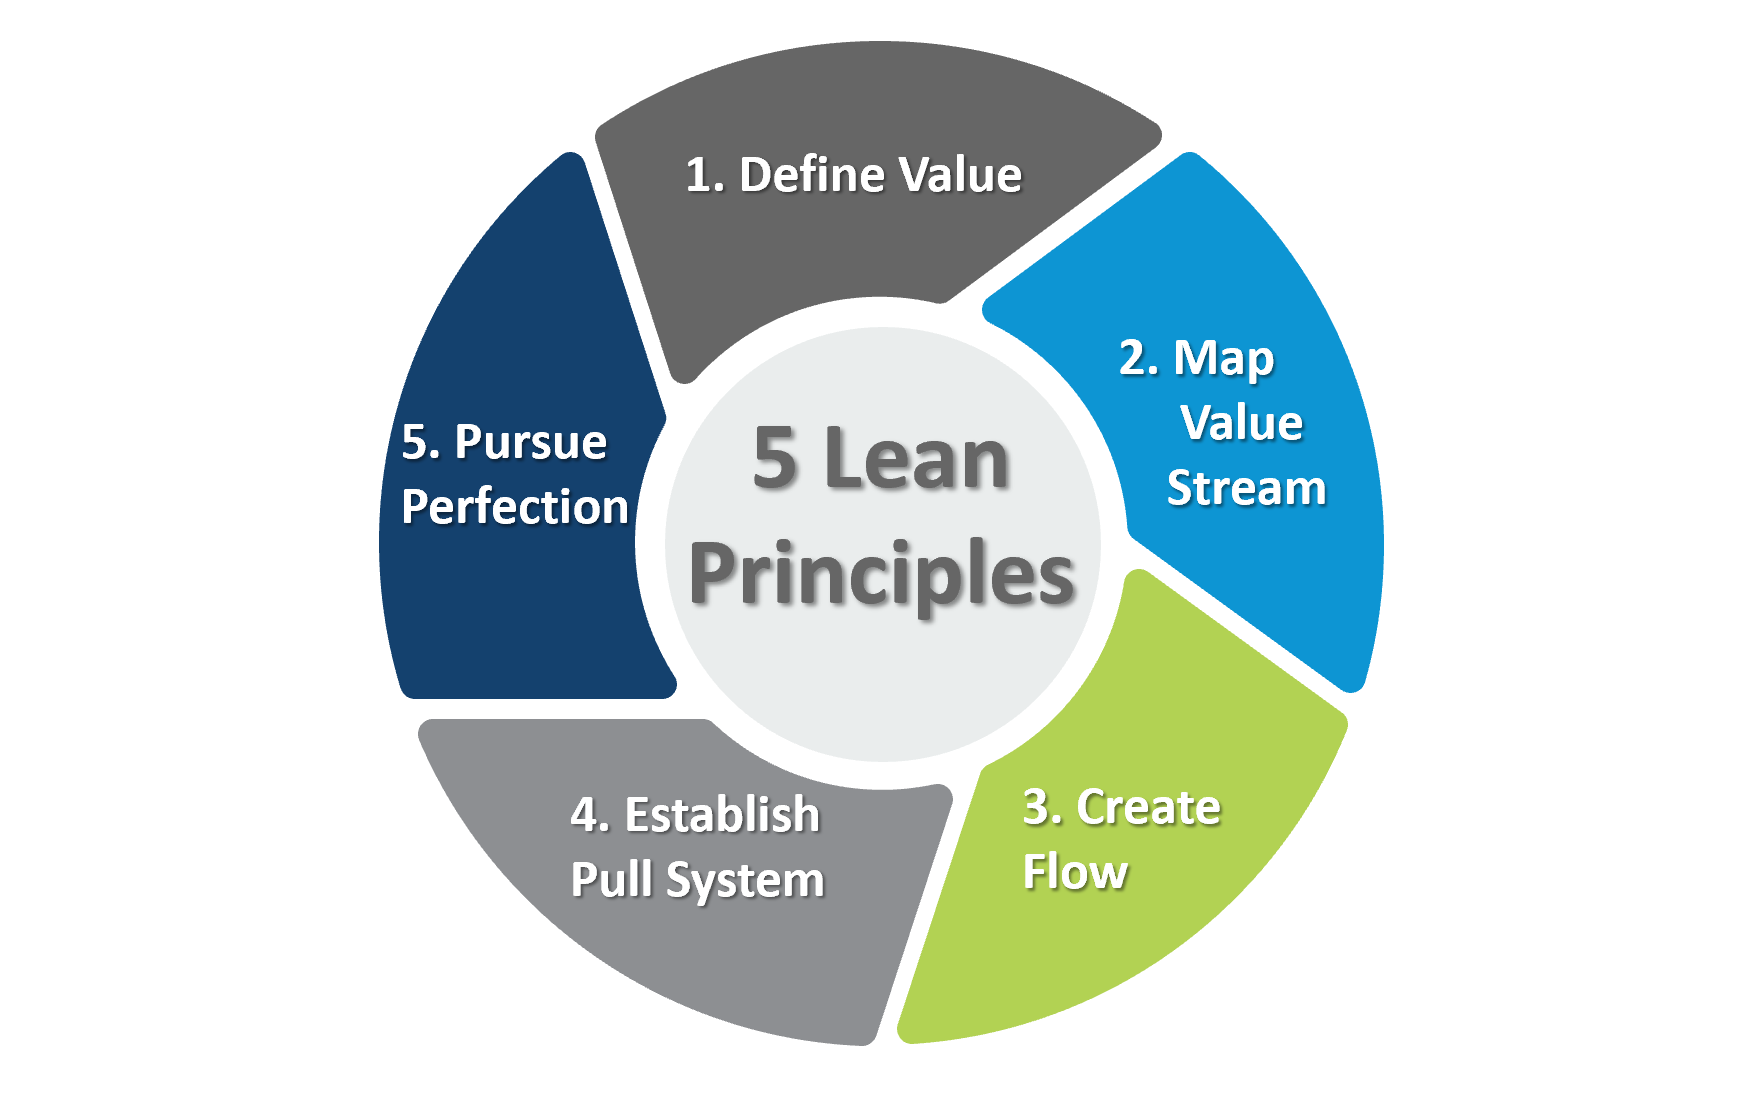 1. Define Value
2. Map
Value
Stream
3. Create
Flow
4. Establish
Pull System
5. Pursue
Perfection
5 Lean
Principles